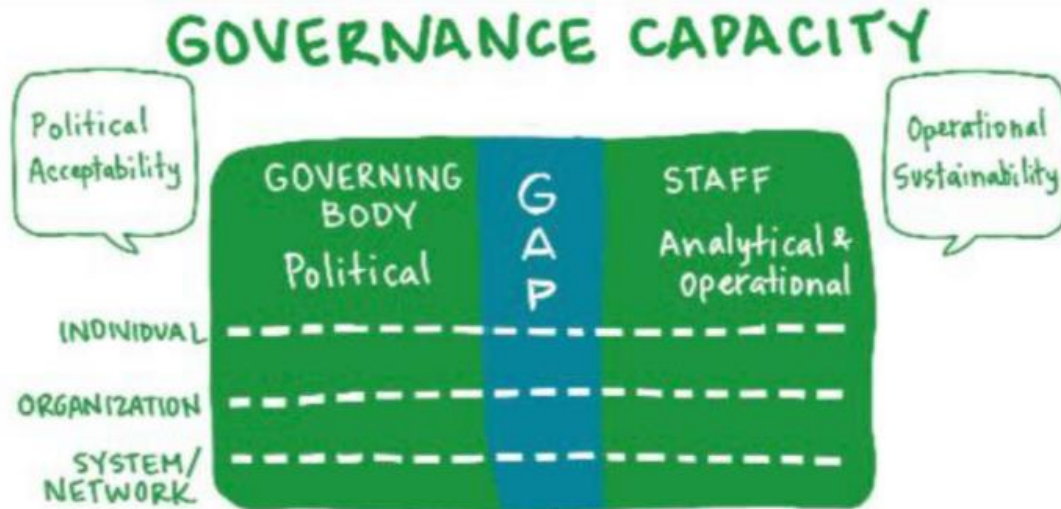 GOVERNANCE CAPACITY
Political
Acceptability
Operational
Sustainability
GOVERNING
BODY
Political
G
A
P
STAFF
Analytical &
Operational
INDIVIDUAL
ORGANIZATION
SYSTEM/
NETWORK